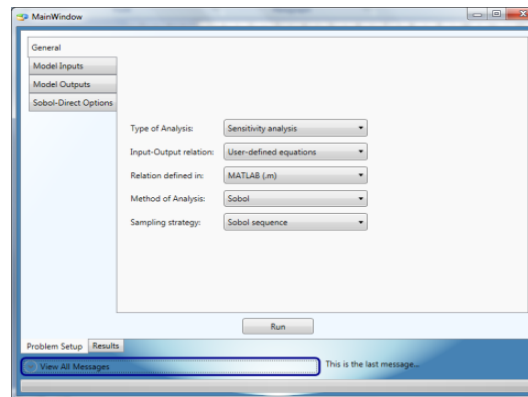 MainWindow
General
Model Inputs
Model Outputs
Sobol-Direct Options
Type of Analysis: Sensitivity analysis
Input-Output relation: User-defined equations
Relation defined in: MATLAB (.m)
Method of Analysis: Sobol
Sampling strategy: Sobol sequence
Run
Problem Setup Results
View All Messages This is the last message...